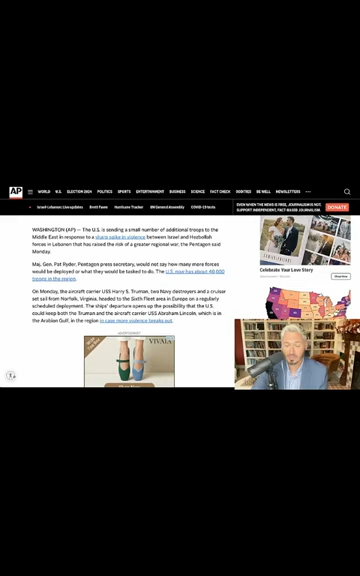 AP
WORLD U.S. ELECTION 2024 POLITICS SPORTS ENTERTAINMENT BUSINESS SCIENCE FACT CHECK ODDITIES BE WELL NEWSLETTERS ...
Israel-Lebanon: Live updates Brett Favre Hurricane Tracker UN General Assembly COVID-19 tests
EVEN WHEN THE NEWS IS FREE, JOURNALISM IS NOT.
SUPPORT INDEPENDENT, FACT-BASED JOURNALISM.
DONATE
WASHINGTON (AP) — The U.S. is sending a small number of additional troops to the
Middle East in response to a sharp spike in violence between Israel and Hezbollah
forces in Lebanon that has raised the risk of a greater regional war, the Pentagon said
Monday.
Maj. Gen. Pat Ryder, Pentagon press secretary, would not say how many more forces
would be deployed or what they would be tasked to do. The U.S. now has about 40,000
troops in the region.
On Monday, the aircraft carrier USS Harry S. Truman, two Navy destroyers and a cruiser
set sail from Norfolk, Virginia, headed to the Sixth Fleet area in Europe on a regularly
scheduled deployment. The ships' departure opens up the possibility that the U.S.
could keep both the Truman and the aircraft carrier USS Abraham Lincoln, which is in
the Arabian Gulf, in the region in case more violence breaks out.
ADVERTISEMENT
VIVAIA
Celebrate Your Love Story
Shop Now